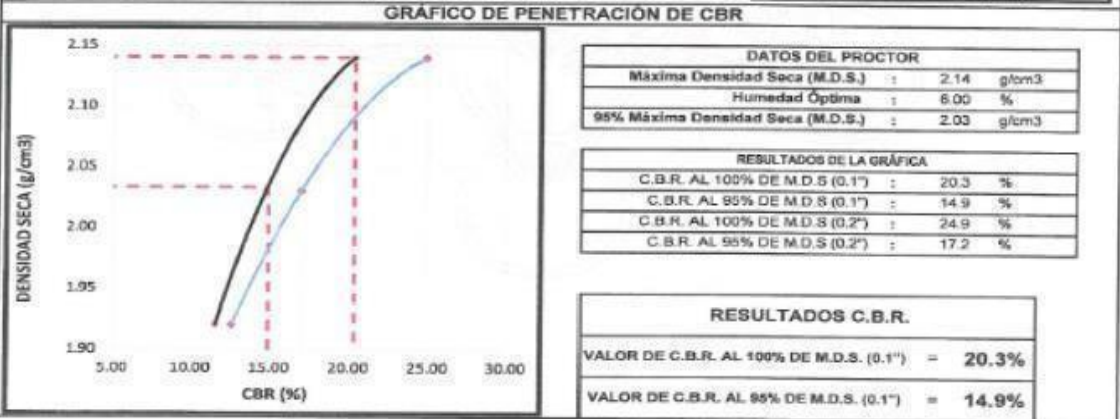 GRÁFICO DE PENETRACIÓN DE CBR
DENSIDAD SECA (g/cm3)
2.15
2.10
2.05
2.00
1.95
1.90
5.00 10.00 15.00 20.00 25.00 30.00
CBR (%)
DATOS DEL PROCTOR
Máxima Densidad Seca (M.D.S.) : 2.14 g/cm3
Humedad Óptima : 6.00 %
95% Máxima Densidad Seca (M.D.S.) : 2.03 g/cm3
RESULTADOS DE LA GRÁFICA
C.B.R. AL 100% DE M.D.S (0.1") : 20.3 %
C.B.R. AL 95% DE M.D.S (0.1") : 14.9 %
C.B.R. AL 100% DE M.D.S (0.2") : 24.9 %
C.B.R. AL 95% DE M.D.S (0.2") : 17.2 %
RESULTADOS C.B.R.
VALOR DE C.B.R. AL 100% DE M.D.S. (0.1") = 20.3%
VALOR DE C.B.R. AL 95% DE M.D.S. (0.1") = 14.9%